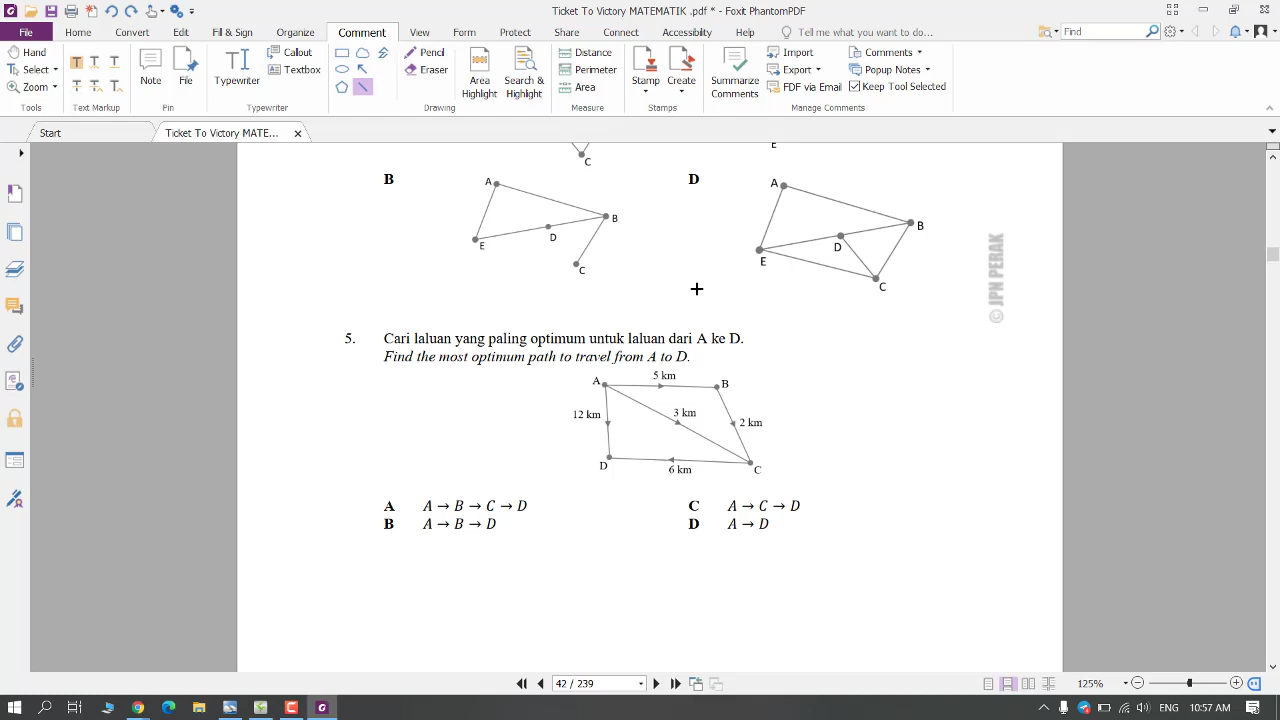 Ticket To Victory MATEMATIK .pdf * - Foxit PhantomPDF
File Home Convert Edit Fill & Sign Organize Comment View Form Protect Share Connect Accessibility Help Tell me what you want to do... Find
Hand
Select
Zoom
Tools
Text Markup
Note
File
Pin
Typewriter
Callout
Textbox
Typewriter
Pencil
Eraser
Drawing
Area Highlight
Search & Highlight
Distance
Perimeter
Area
Measure
Stamp
Create
Stamps
Summarize Comments
Import
Export
FDF via Email
Comments
Popup Notes
Keep Tool Selected
Manage Comments
Start
Ticket To Victory MATE...
C
E
B
A
B
E
D
C
D
A
B
D
E
C
© JPN PERAK
5. Cari laluan yang paling optimum untuk laluan dari A ke D.
Find the most optimum path to travel from A to D.
5 km
A
B
12 km
3 km
2 km
D
6 km
C
A A → B → C → D
C A → C → D
B A → B → D
D A → D
42 / 239
125%
ENG 10:57 AM